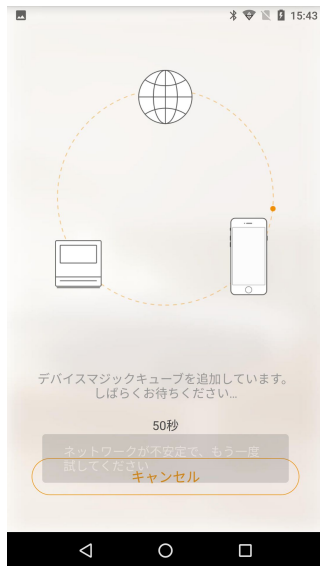 15:43
デバイスマジックキューブを追加しています。
しばらくお待ちください...
50秒
ネットワークが不安定で、もう一度
試してください
キャンセル